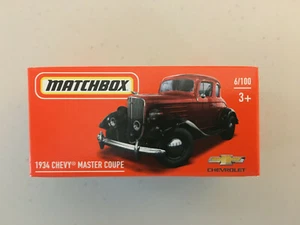 MATCHBOX
6/100
3+
1934 CHEVY® MASTER COUPE
CHEVROLET